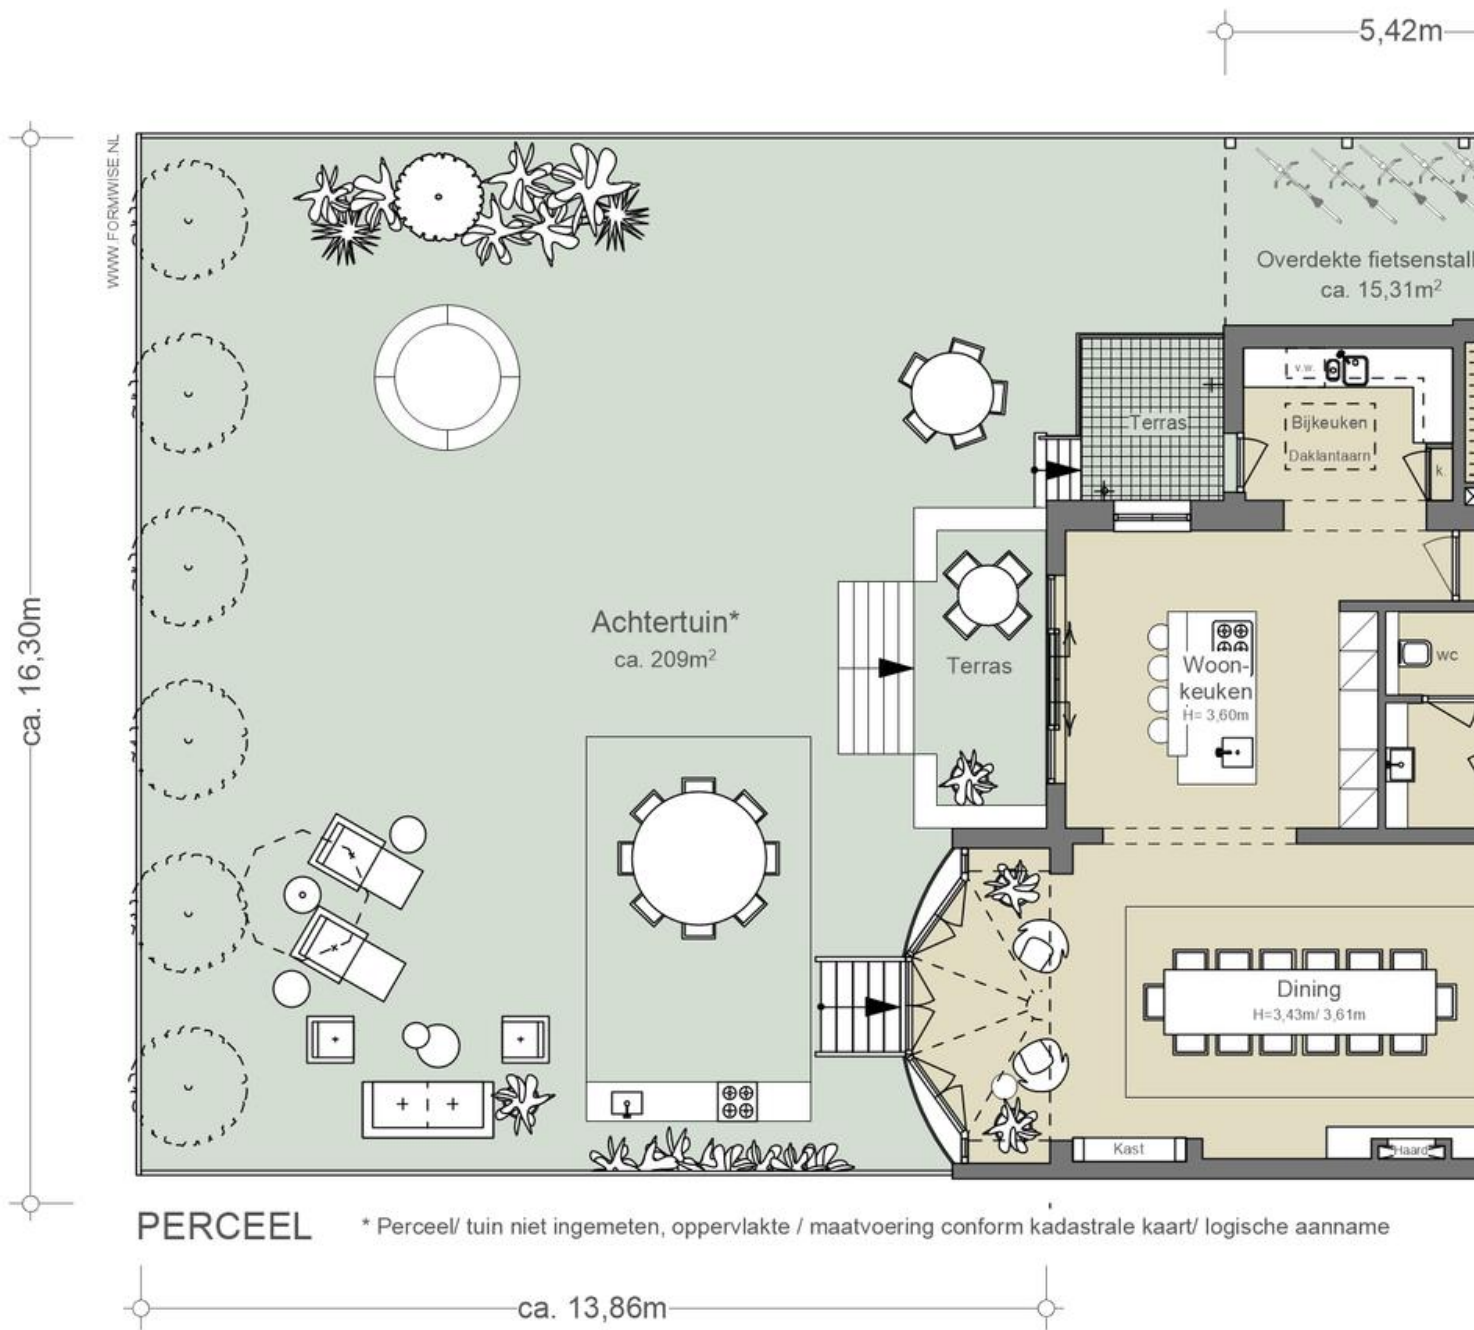 5,42m
WWW.FORMWISE.NL
Overdekte fietsenstall
ca. 15,31m²
v.w.
Terras
Bijkeuken
Daklantaarn
k.
ca. 16,30m
Achtertuin*
ca. 209m²
Terras
Woon-
keuken
H= 3,60m
wc
Dining
H=3,43m/ 3,61m
Kast
Haard
PERCEEL
* Perceel/ tuin niet ingemeten, oppervlakte / maatvoering conform kadastrale kaart/ logische aanname
ca. 13,86m